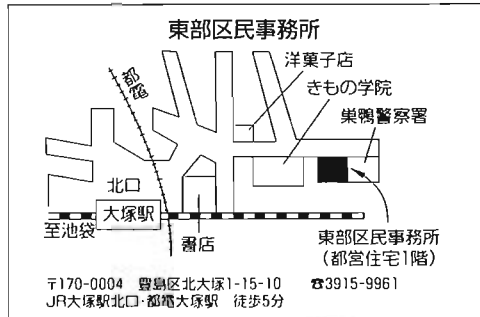 東部区民事務所
洋菓子店
きもの学院
巣鴨警察署
都電
北口
大塚駅
至池袋
書店
東部区民事務所
(都営住宅1階)
〒170-0004 豊島区北大塚1-15-10 ☎3915-9961
JR大塚駅北口・都電大塚駅 徒歩5分